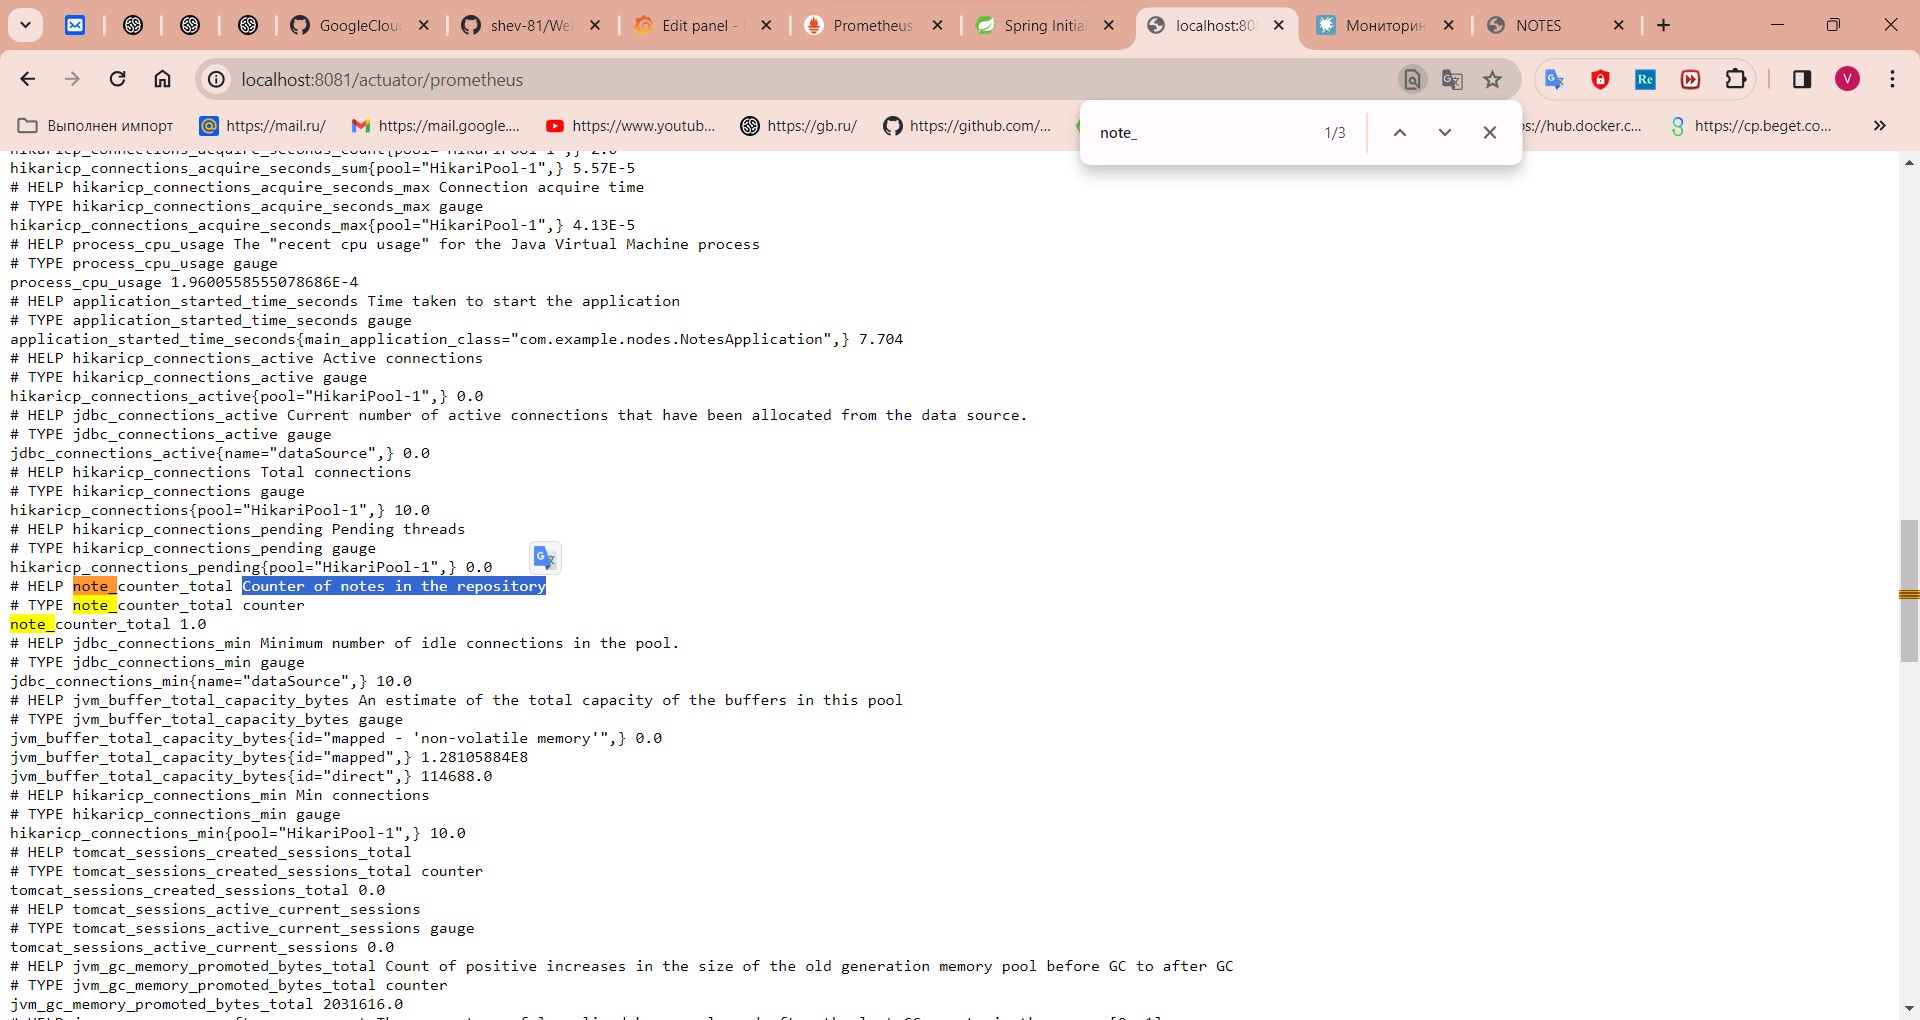 GoogleClou
shev-81/We
Edit panel -
Prometheus
Spring Initia
localhost:80
Мониторин
NOTES
localhost:8081/actuator/prometheus
V
Выполнен импорт
https://mail.ru/
https://mail.google....
https://www.youtub...
https://gb.ru/
https://github.com/...
os://hub.docker.c...
https://cp.beget.co...
note_
1/3
hikaricp_connections_acquire_seconds_count{pool="HikariPool-1",} 2.0
hikaricp_connections_acquire_seconds_sum{pool="HikariPool-1",} 5.57E-5
# HELP hikaricp_connections_acquire_seconds_max Connection acquire time
# TYPE hikaricp_connections_acquire_seconds_max gauge
hikaricp_connections_acquire_seconds_max{pool="HikariPool-1",} 4.13E-5
# HELP process_cpu_usage The "recent cpu usage" for the Java Virtual Machine process
# TYPE process_cpu_usage gauge
process_cpu_usage 1.9600558555078686E-4
# HELP application_started_time_seconds Time taken to start the application
# TYPE application_started_time_seconds gauge
application_started_time_seconds{main_application_class="com.example.nodes.NotesApplication",} 7.704
# HELP hikaricp_connections_active Active connections
# TYPE hikaricp_connections_active gauge
hikaricp_connections_active{pool="HikariPool-1",} 0.0
# HELP jdbc_connections_active Current number of active connections that have been allocated from the data source.
# TYPE jdbc_connections_active gauge
jdbc_connections_active{name="dataSource",} 0.0
# HELP hikaricp_connections Total connections
# TYPE hikaricp_connections gauge
hikaricp_connections{pool="HikariPool-1",} 10.0
# HELP hikaricp_connections_pending Pending threads
# TYPE hikaricp_connections_pending gauge
hikaricp_connections_pending{pool="HikariPool-1",} 0.0
# HELP note_counter_total Counter of notes in the repository
# TYPE note_counter_total counter
note_counter_total 1.0
# HELP jdbc_connections_min Minimum number of idle connections in the pool.
# TYPE jdbc_connections_min gauge
jdbc_connections_min{name="dataSource",} 10.0
# HELP jvm_buffer_total_capacity_bytes An estimate of the total capacity of the buffers in this pool
# TYPE jvm_buffer_total_capacity_bytes gauge
jvm_buffer_total_capacity_bytes{id="mapped - 'non-volatile memory'",} 0.0
jvm_buffer_total_capacity_bytes{id="mapped",} 1.28105884E8
jvm_buffer_total_capacity_bytes{id="direct",} 114688.0
# HELP hikaricp_connections_min Min connections
# TYPE hikaricp_connections_min gauge
hikaricp_connections_min{pool="HikariPool-1",} 10.0
# HELP tomcat_sessions_created_sessions_total
# TYPE tomcat_sessions_created_sessions_total counter
tomcat_sessions_created_sessions_total 0.0
# HELP tomcat_sessions_active_current_sessions
# TYPE tomcat_sessions_active_current_sessions gauge
tomcat_sessions_active_current_sessions 0.0
# HELP jvm_gc_memory_promoted_bytes_total Count of positive increases in the size of the old generation memory pool before GC to after GC
# TYPE jvm_gc_memory_promoted_bytes_total counter
jvm_gc_memory_promoted_bytes_total 2031616.0